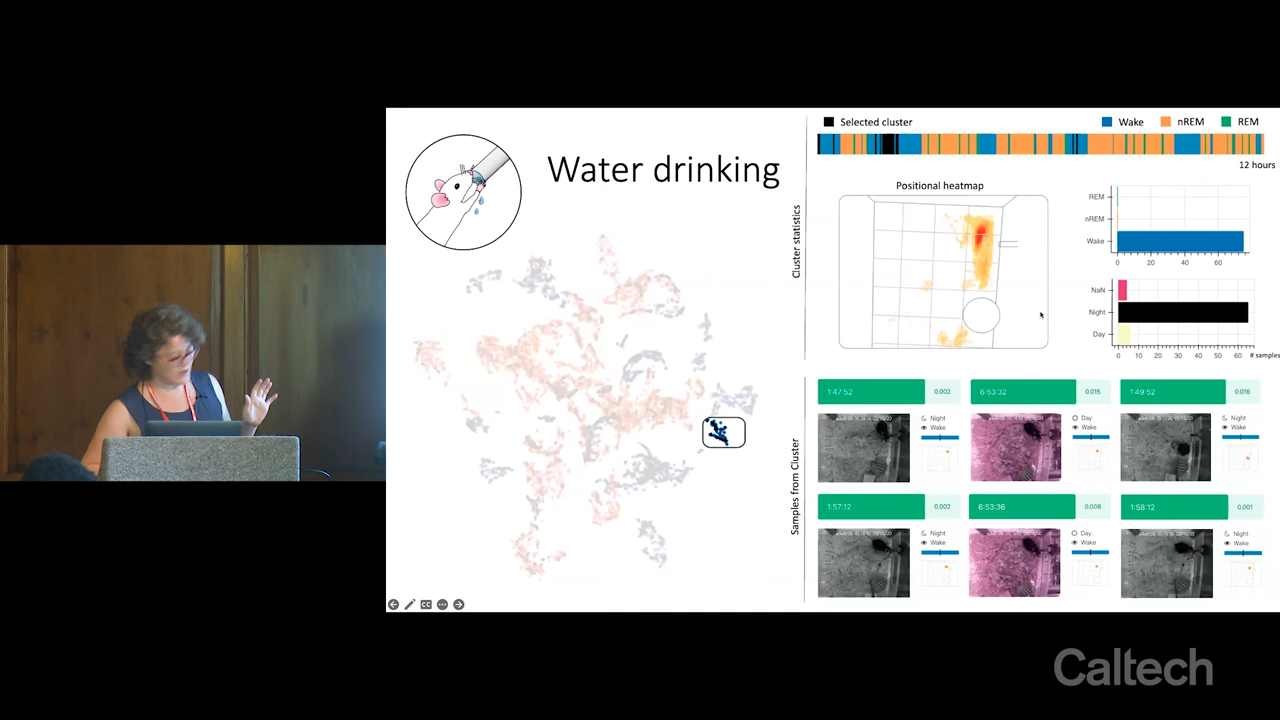 Water drinking
Selected cluster
Wake nREM REM
12 hours
Cluster statistics
Positional heatmap
REM
nREM
Wake
0 20 40 60
NaN
Night
Day
0 10 20 30 40 50 60 # samples
Samples from Cluster
1:47:52 0.002
Night
Wake
6:53:32 0.015
Day
Wake
1:49:52 0.016
Night
Wake
1:57:12 0.002
Night
Wake
6:53:36 0.008
Day
Wake
1:58:12 0.001
Night
Wake
CC
Caltech